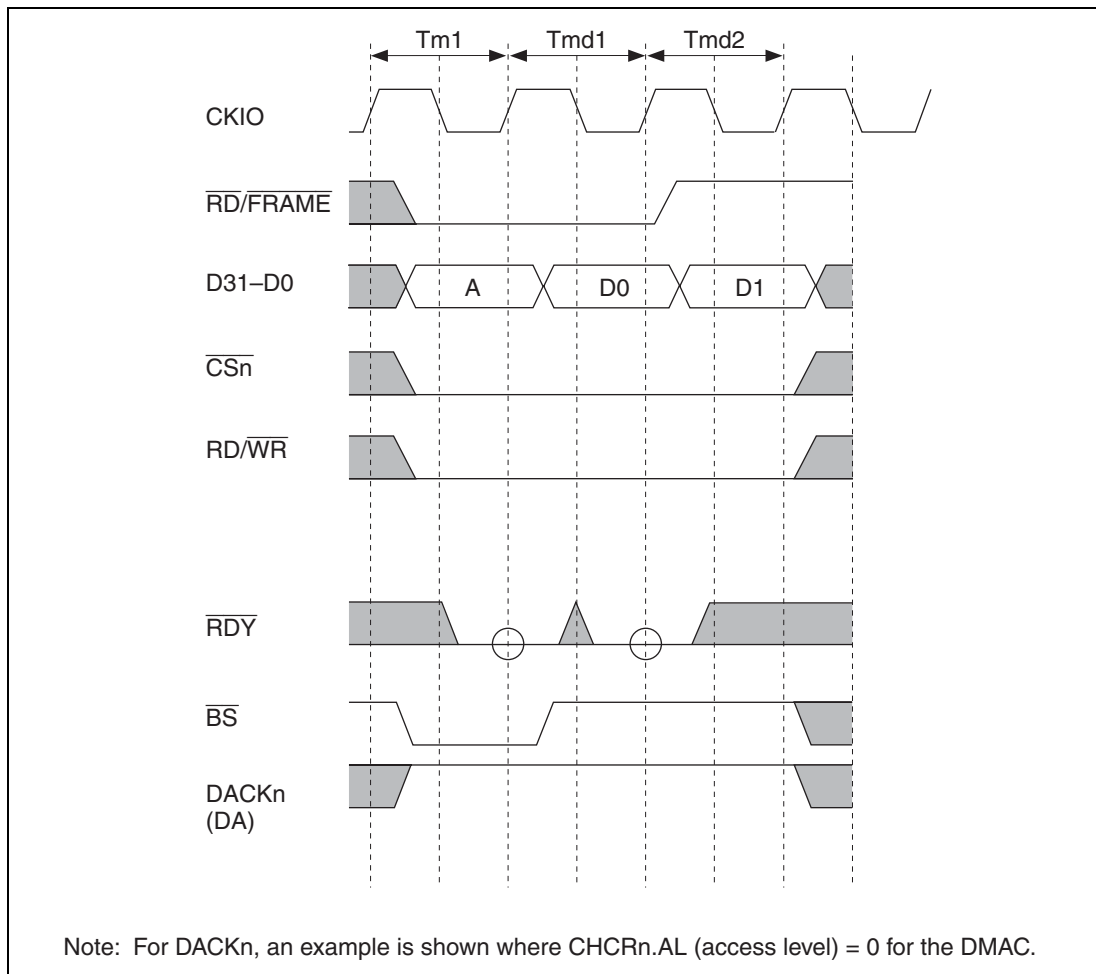 Tm1 Tmd1 Tmd2
CKIO
RD/FRAME
D31–D0 A D0 D1
CSn
RD/WR
RDY
BS
DACKn
(DA)
Note: For DACKn, an example is shown where CHCRn.AL (access level) = 0 for the DMAC.